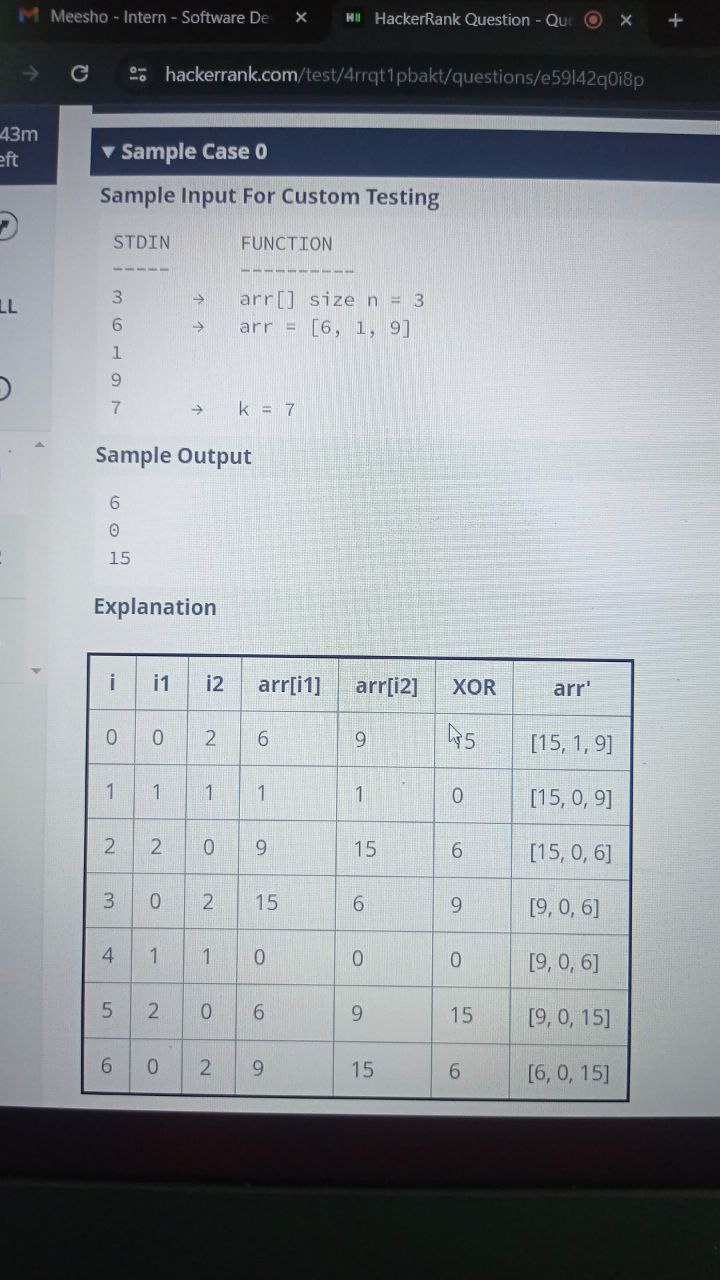 Meesho - Intern - Software De
HackerRank Question - Qu
hackerrank.com/test/4rrqt1pbakt/questions/e59l42q0i8p
43m
eft
Sample Case 0
Sample Input For Custom Testing
STDIN FUNCTION
----- ----------
3 → arr[] size n = 3
6 → arr = [6, 1, 9]
1
9
7 → k = 7
LL
Sample Output
6
0
15
Explanation
i i1 i2 arr[i1] arr[i2] XOR arr'
0 0 2 6 9 5 [15, 1, 9]
1 1 1 1 1 0 [15, 0, 9]
2 2 0 9 15 6 [15, 0, 6]
3 0 2 15 6 9 [9, 0, 6]
4 1 1 0 0 0 [9, 0, 6]
5 2 0 6 9 15 [9, 0, 15]
6 0 2 9 15 6 [6, 0, 15]